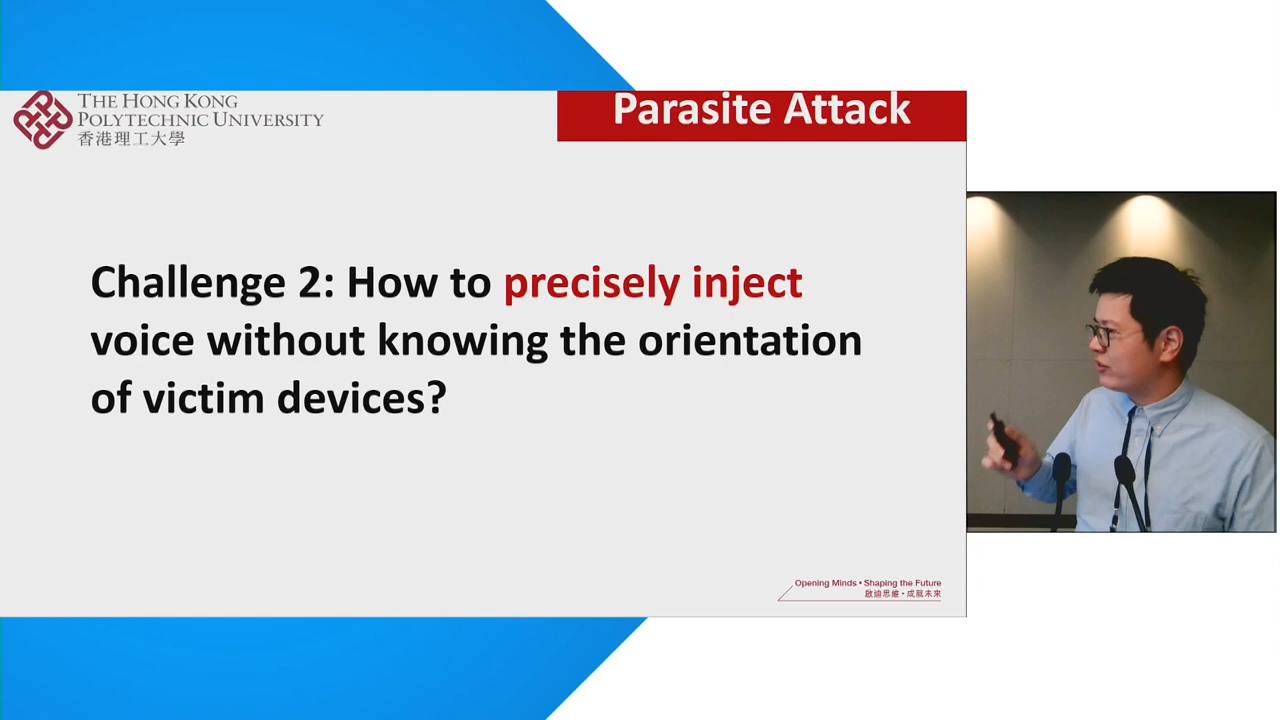 THE HONG KONG
POLYTECHNIC UNIVERSITY
香港理工大學
Parasite Attack
Challenge 2: How to precisely inject
voice without knowing the orientation
of victim devices?
Opening Minds • Shaping the Future
啟迪思維 • 成就未來